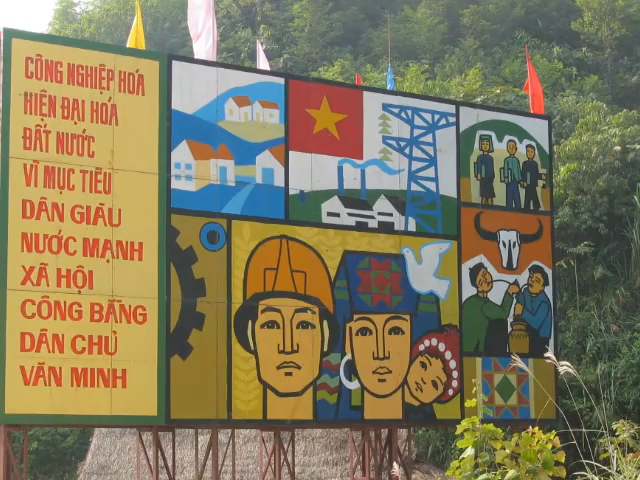 CÔNG NGHIỆP HOÁ
HIỆN ĐẠI HÓA
ĐẤT NƯỚC
VÌ MỤC TIÊU
DÂN GIÀU
NƯỚC MẠNH
XÃ HỘI
CÔNG BẰNG
DÂN CHỦ
VĂN MINH